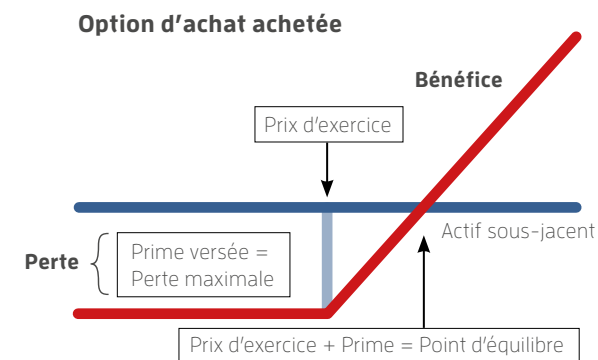 Option d’achat achetée
Bénéfice
Prix d’exercice
Actif sous-jacent
Perte
Prime versée =
Perte maximale
Prix d’exercice + Prime = Point d’équilibre